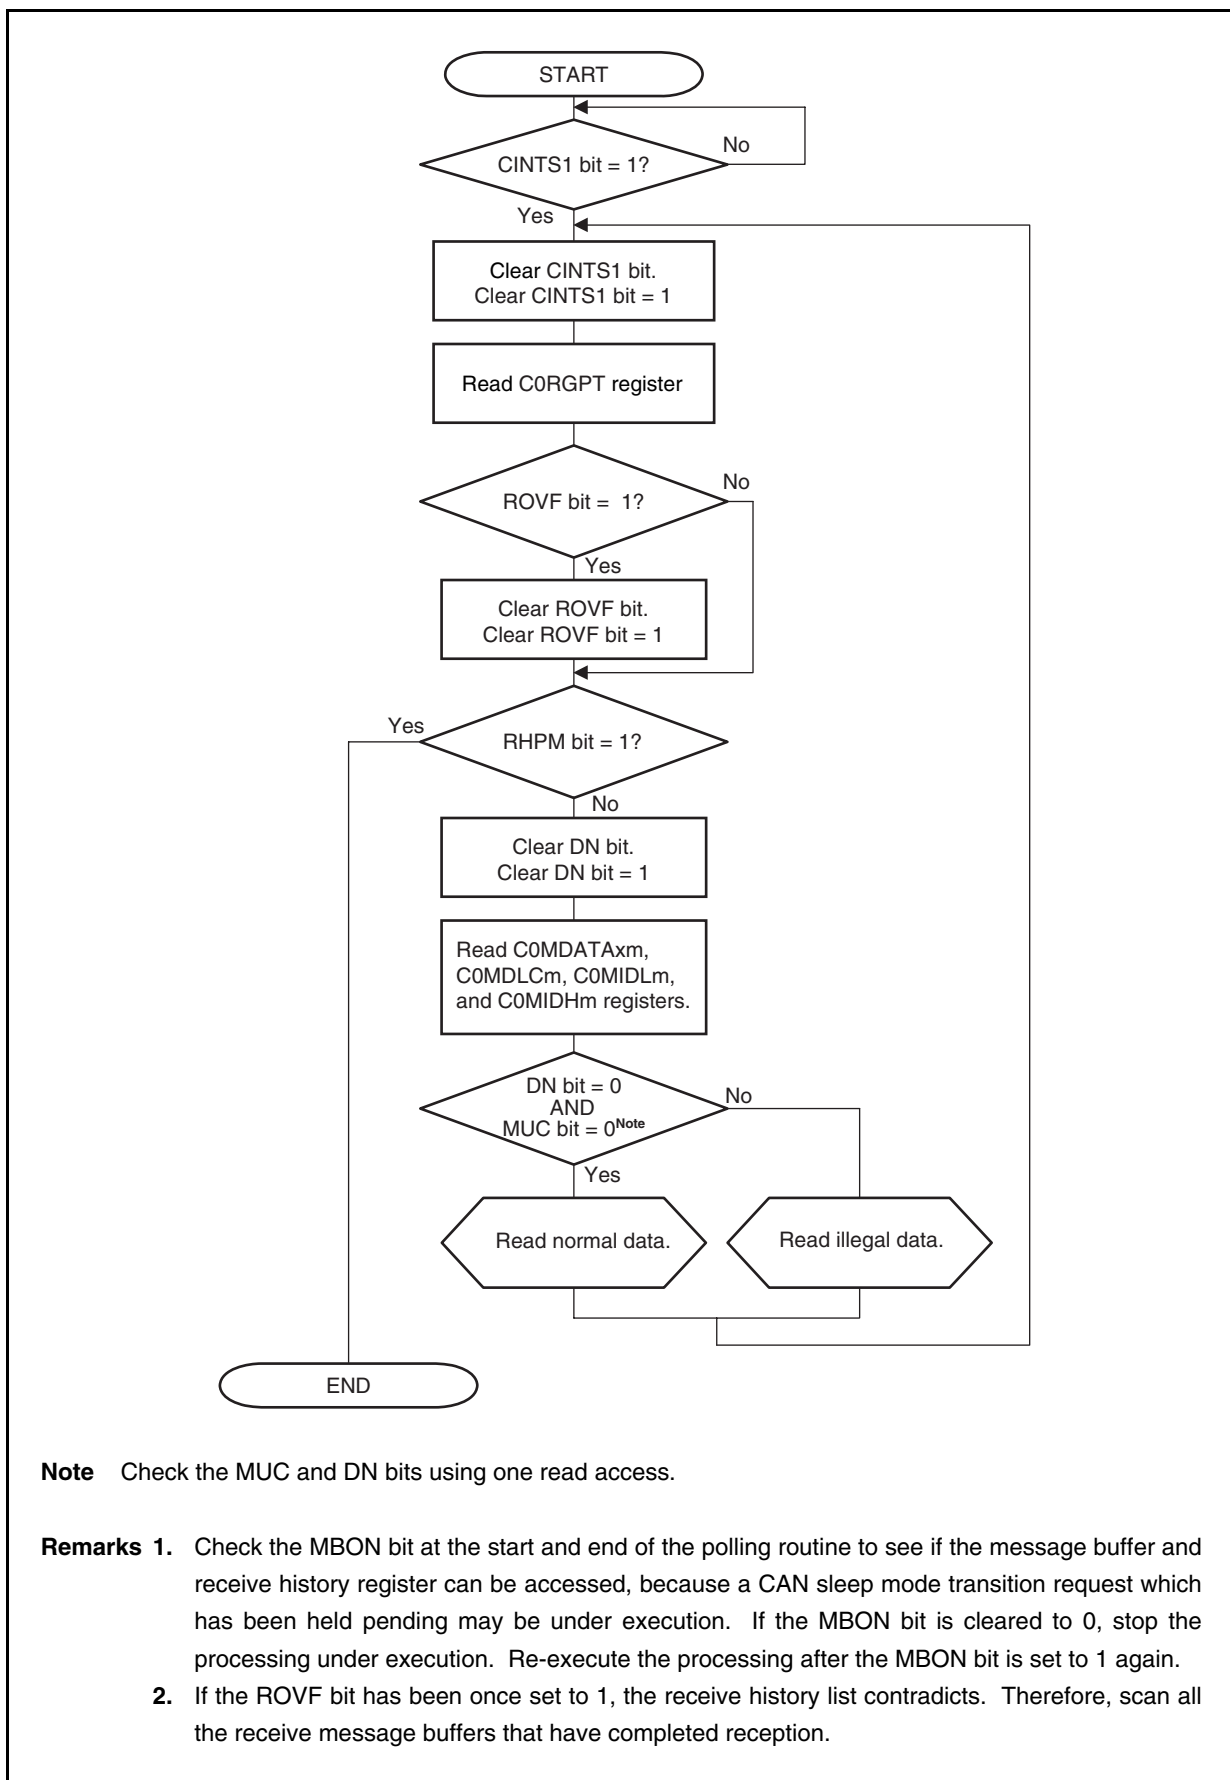 START
No
CINTS1 bit = 1?
Yes
Clear CINTS1 bit.
Clear CINTS1 bit = 1
Read C0RGPT register
No
ROVF bit =  1?
Yes
Clear ROVF bit.
Clear ROVF bit = 1
Yes
RHPM bit = 1?
No
Clear DN bit.
Clear DN bit = 1
Read C0MDATAxm,
C0MDLCm, C0MIDLm,
and C0MIDHm registers.
DN bit = 0
AND
MUC bit = 0Note
No
Yes
Read normal data.
Read illegal data.
END
Note Check the MUC and DN bits using one read access.
Remarks 1. Check the MBON bit at the start and end of the polling routine to see if the message buffer and
receive history register can be accessed, because a CAN sleep mode transition request which
has been held pending may be under execution. If the MBON bit is cleared to 0, stop the
processing under execution. Re-execute the processing after the MBON bit is set to 1 again.
2. If the ROVF bit has been once set to 1, the receive history list contradicts. Therefore, scan all
the receive message buffers that have completed reception.